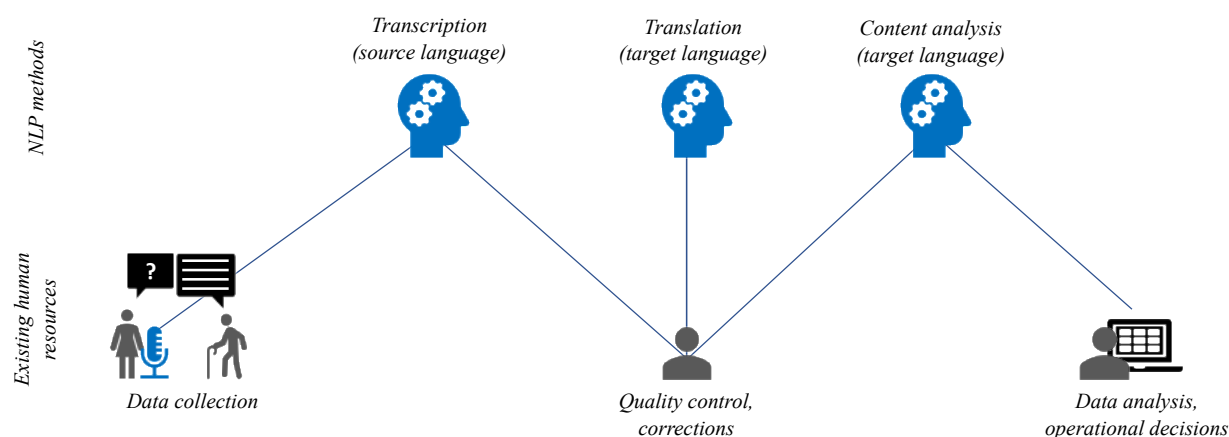 NLP methods
Transcription
(source language)
Translation
(target language)
Content analysis
(target language)
Existing human
resources
?
Data collection
Quality control,
corrections
Data analysis,
operational decisions